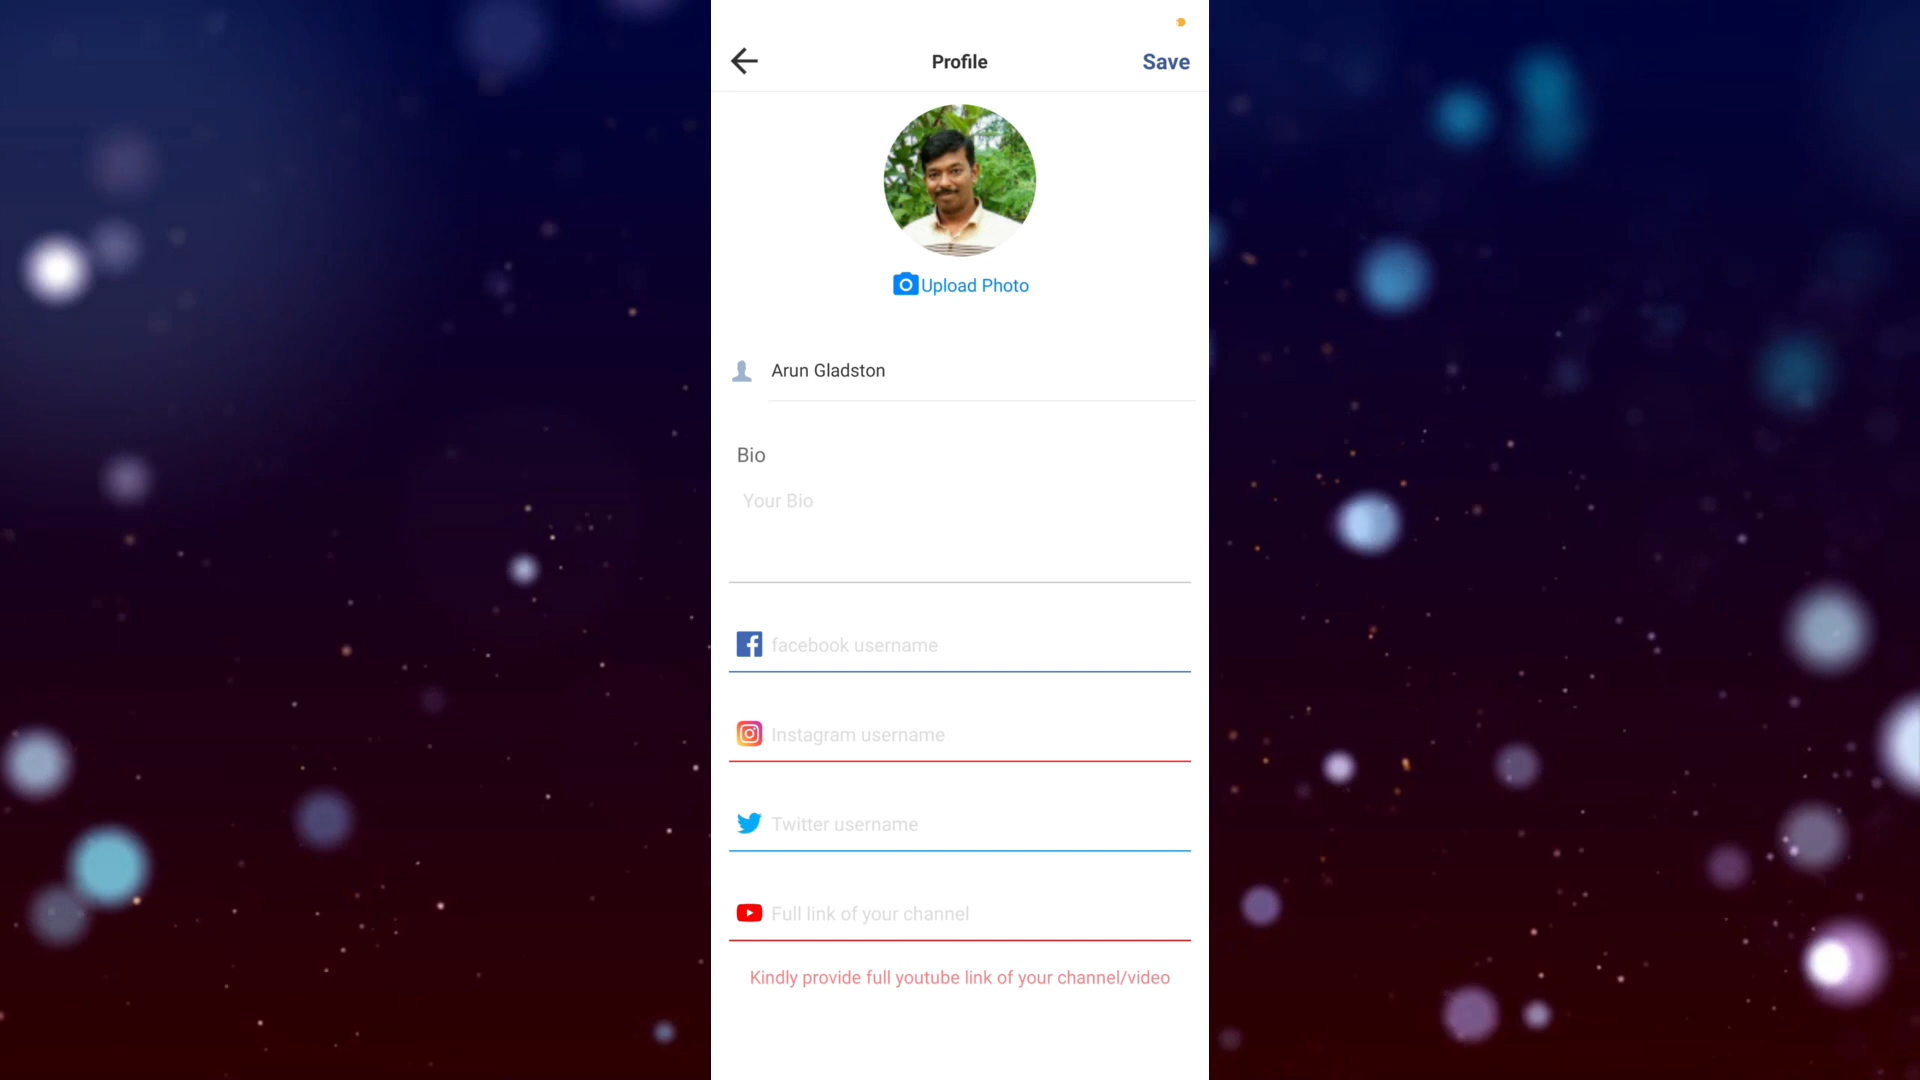 Profile
Save
Upload Photo
Arun Gladston
Bio
Your Bio
facebook username
Instagram username
Twitter username
Full link of your channel
Kindly provide full youtube link of your channel/video